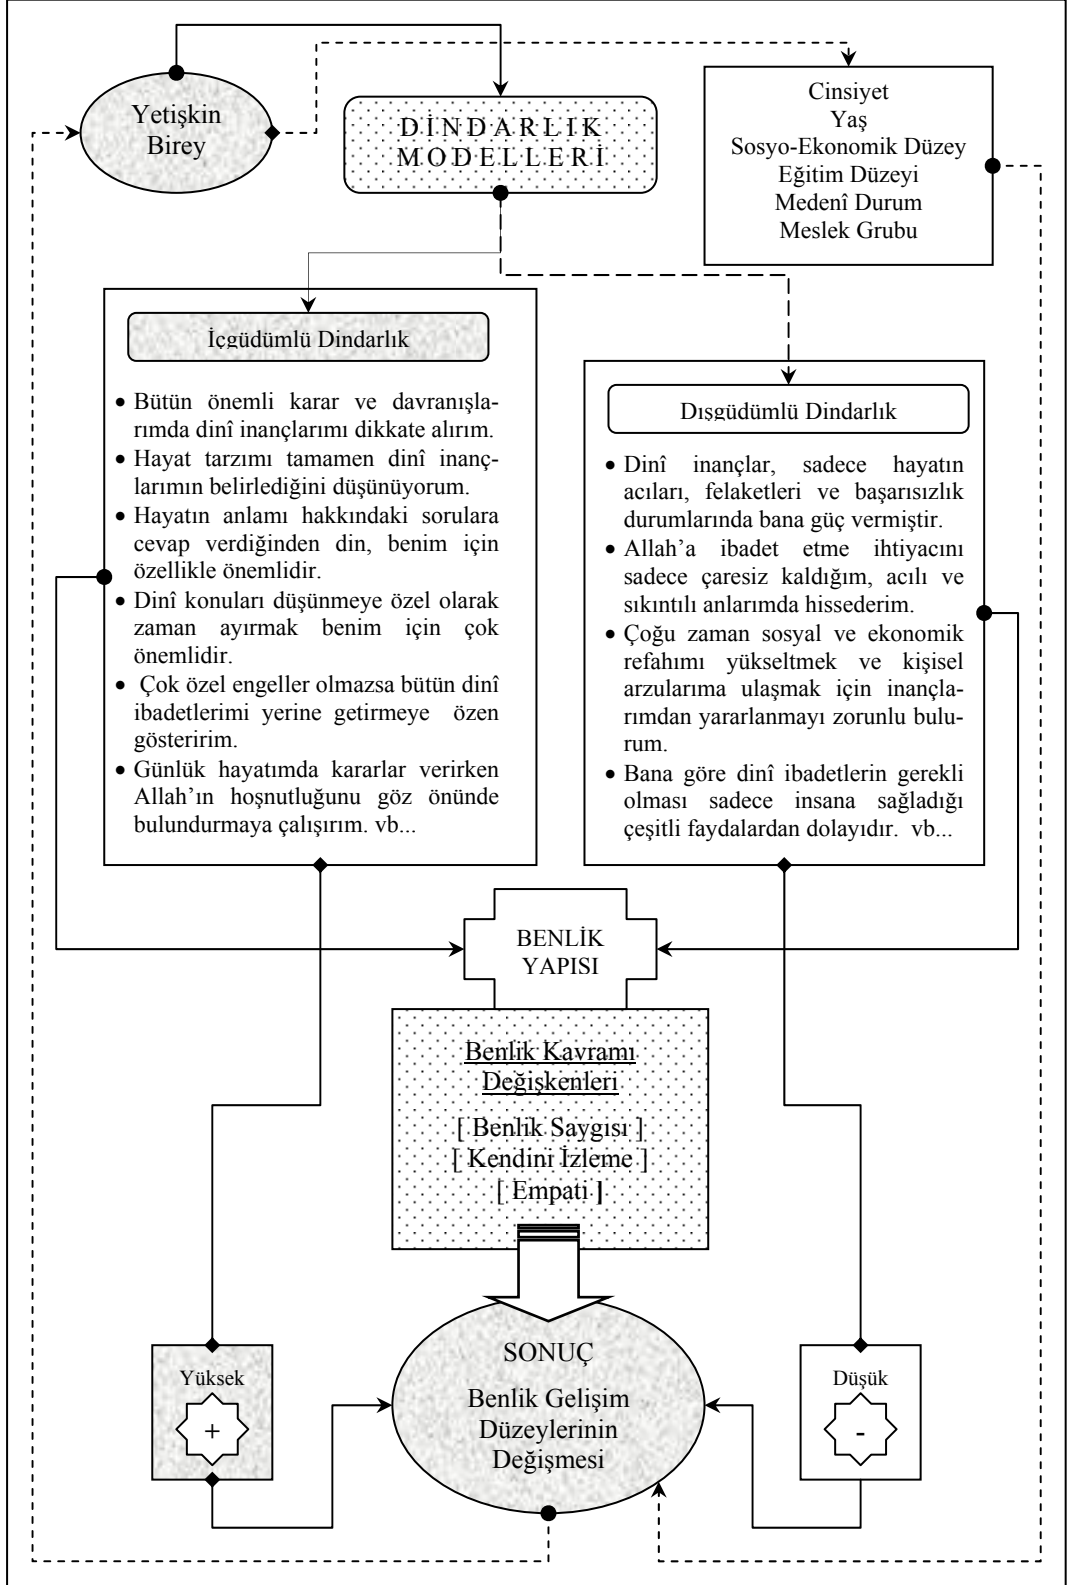 Yetişkin
Birey
DİNDARLIK
MODELLERİ
Cinsiyet
Yaş
Sosyo-Ekonomik Düzey
Eğitim Düzeyi
Medenî Durum
Meslek Grubu
İçgüdümlü Dindarlık
• Bütün önemli karar ve davranışla-
rımda dinî inançlarımı dikkate alırım.
• Hayat tarzımı tamamen dinî inanç-
larımın belirlediğini düşünüyorum.
• Hayatın anlamı hakkındaki sorulara
cevap verdiğinden din, benim için
özellikle önemlidir.
• Dinî konuları düşünmeye özel olarak
zaman ayırmak benim için çok
önemlidir.
• Çok özel engeller olmazsa bütün dinî
ibadetlerimi yerine getirmeye özen
gösteririm.
• Günlük hayatımda kararlar verirken
Allah’ın hoşnutluğunu göz önünde
bulundurmaya çalışırım. vb...
Dışgüdümlü Dindarlık
• Dinî inançlar, sadece hayatın
acıları, felaketleri ve başarısızlık
durumlarında bana güç vermiştir.
• Allah’a ibadet etme ihtiyacını
sadece çaresiz kaldığım, acılı ve
sıkıntılı anlarımda hissederim.
• Çoğu zaman sosyal ve ekonomik
refahımı yükseltmek ve kişisel
arzularıma ulaşmak için inançla-
rımdan yararlanmayı zorunlu bulu-
rum.
• Bana göre dinî ibadetlerin gerekli
olması sadece insana sağladığı
çeşitli faydalardan dolayıdır. vb...
BENLİK
YAPISI
Benlik Kavramı
Değişkenleri
[ Benlik Saygısı ]
[ Kendini İzleme ]
[ Empati ]
SONUÇ
Benlik Gelişim
Düzeylerinin
Değişmesi
Yüksek
+
Düşük
-